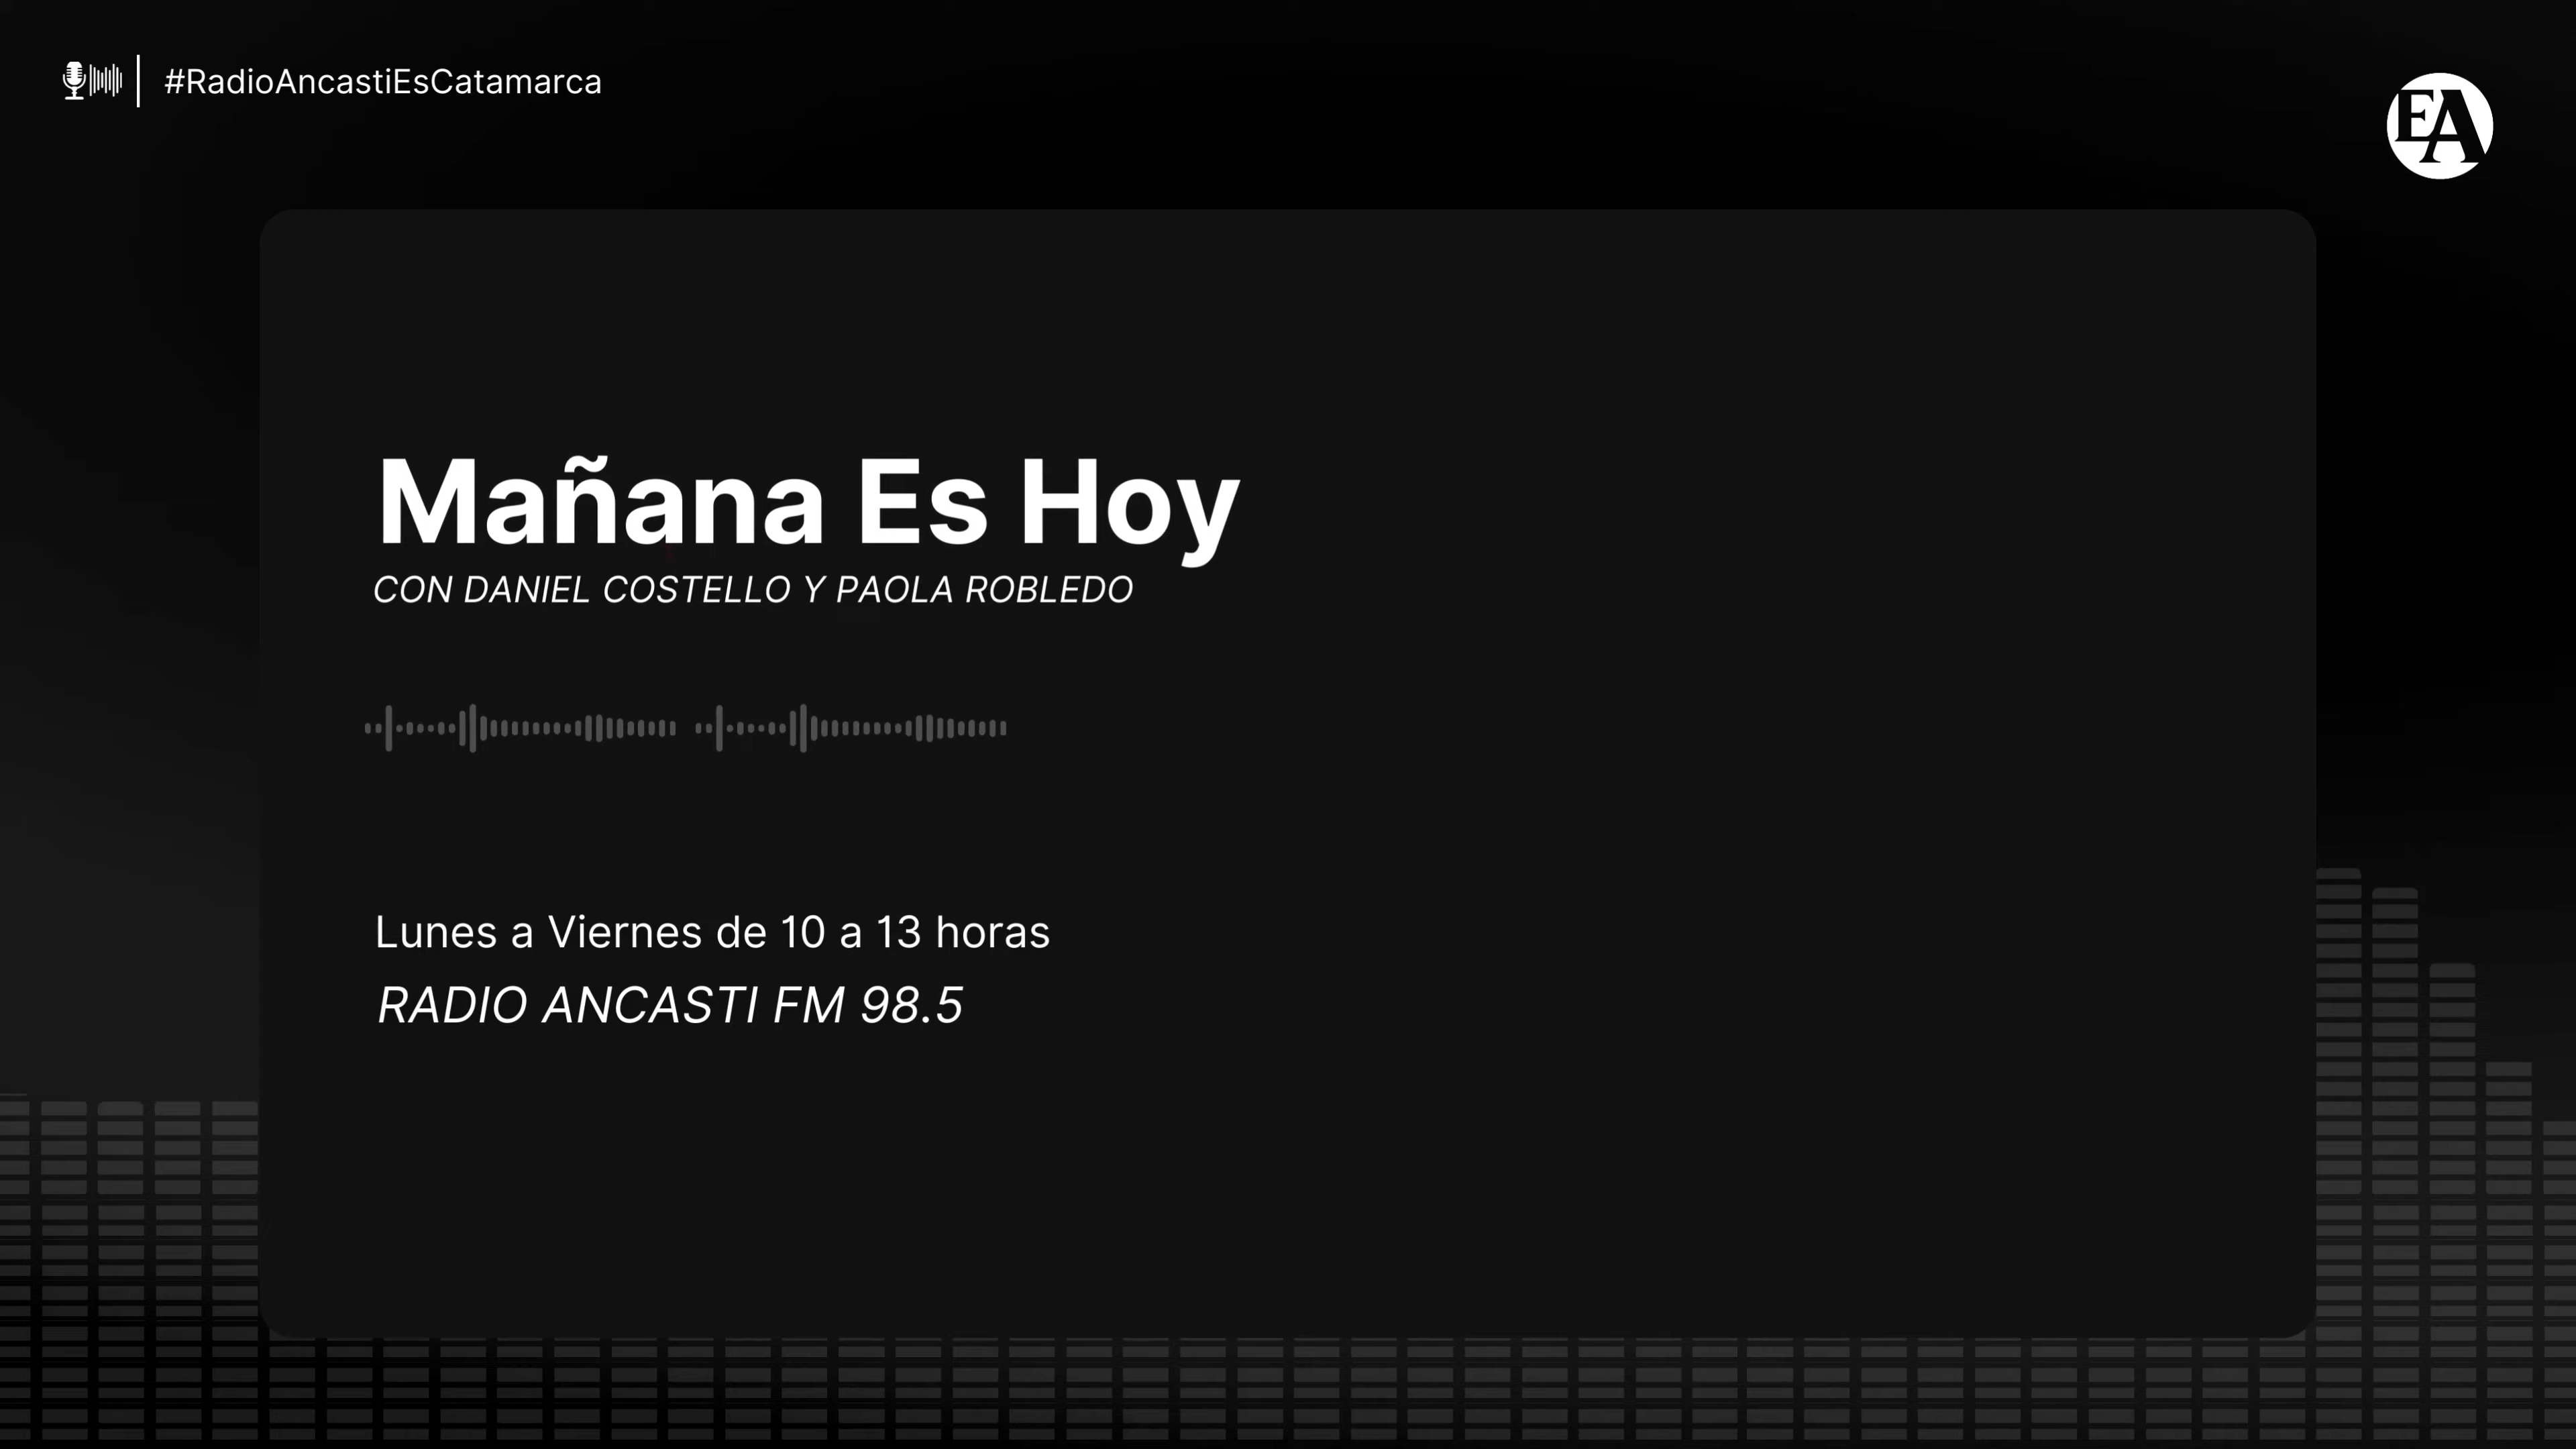 #RadioAncastiEsCatamarca
EA
Mañana Es Hoy
CON DANIEL COSTELLO Y PAOLA ROBLEDO
Lunes a Viernes de 10 a 13 horas
RADIO ANCASTI FM 98.5